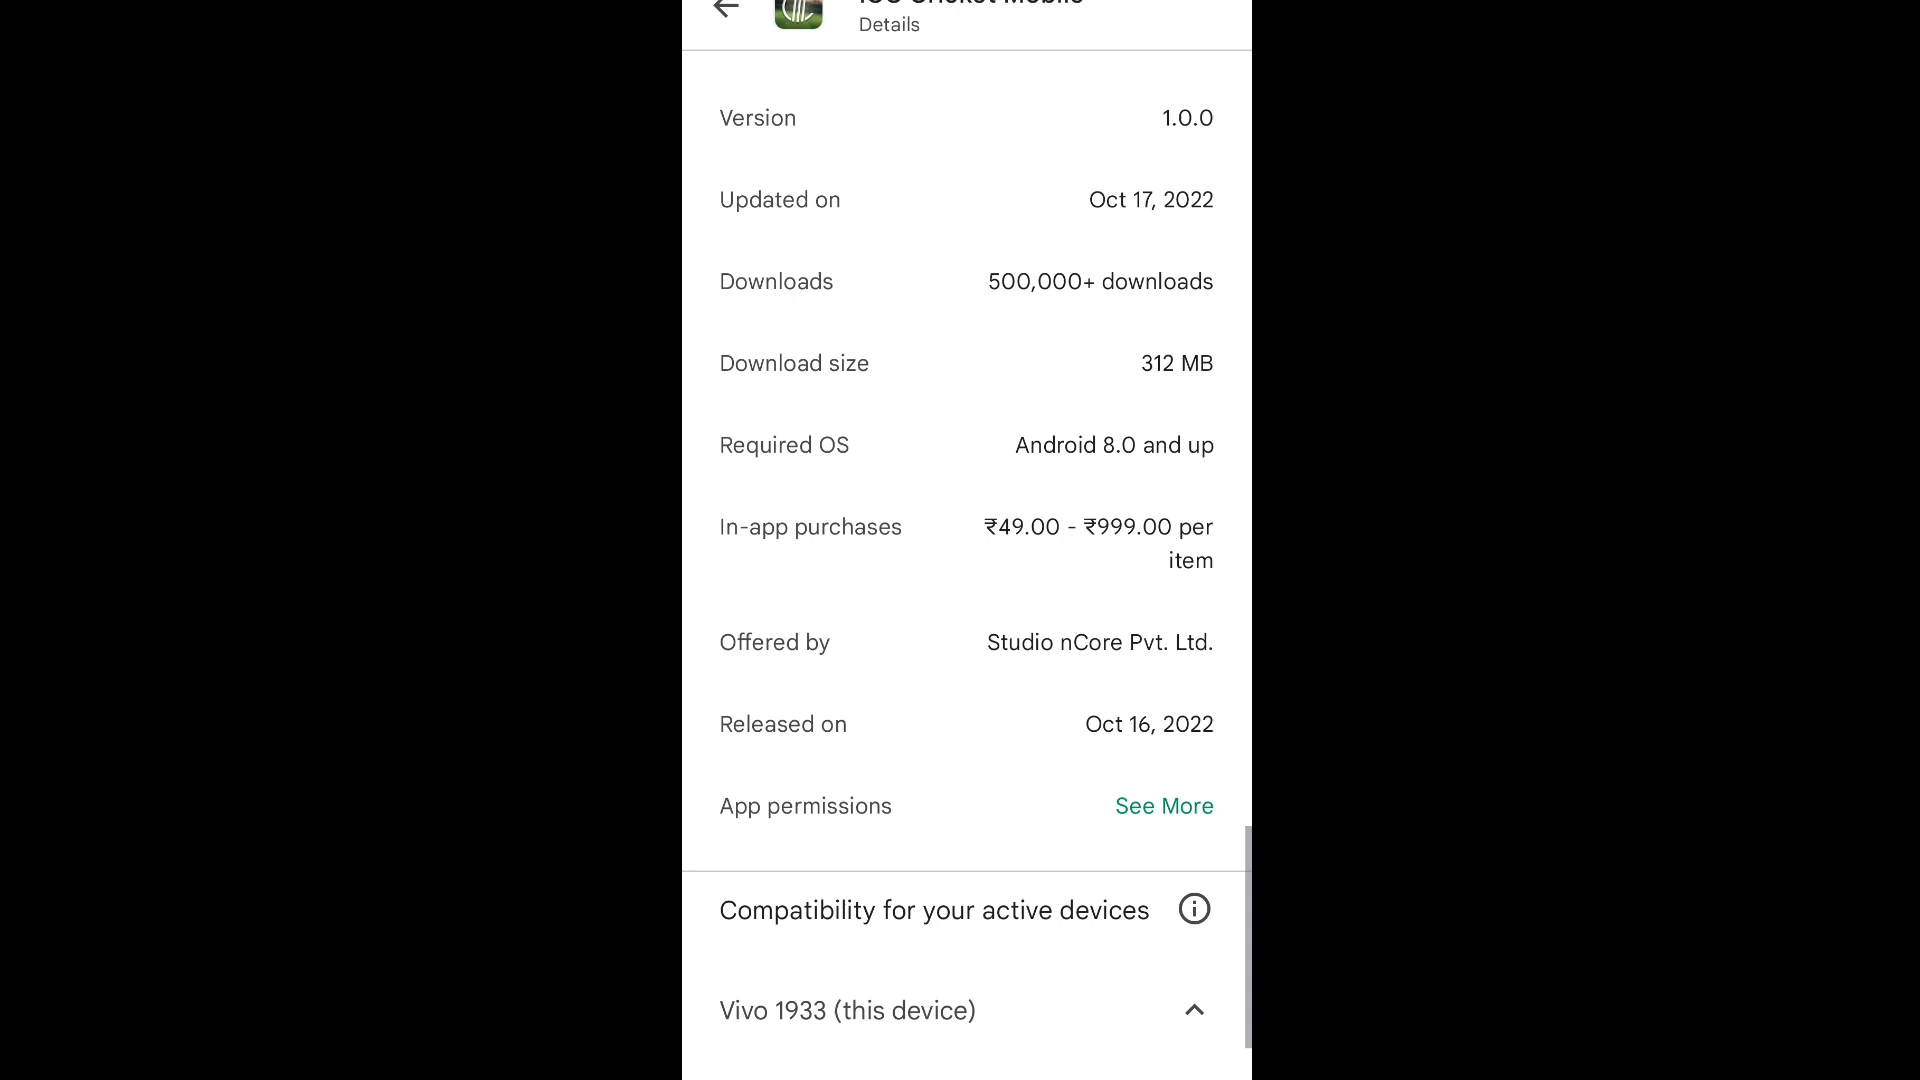 ICC Cricket Mobile
Details
Version 1.0.0
Updated on Oct 17, 2022
Downloads 500,000+ downloads
Download size 312 MB
Required OS Android 8.0 and up
In-app purchases ₹49.00 - ₹999.00 per
item
Offered by Studio nCore Pvt. Ltd.
Released on Oct 16, 2022
App permissions See More
Compatibility for your active devices
Vivo 1933 (this device)